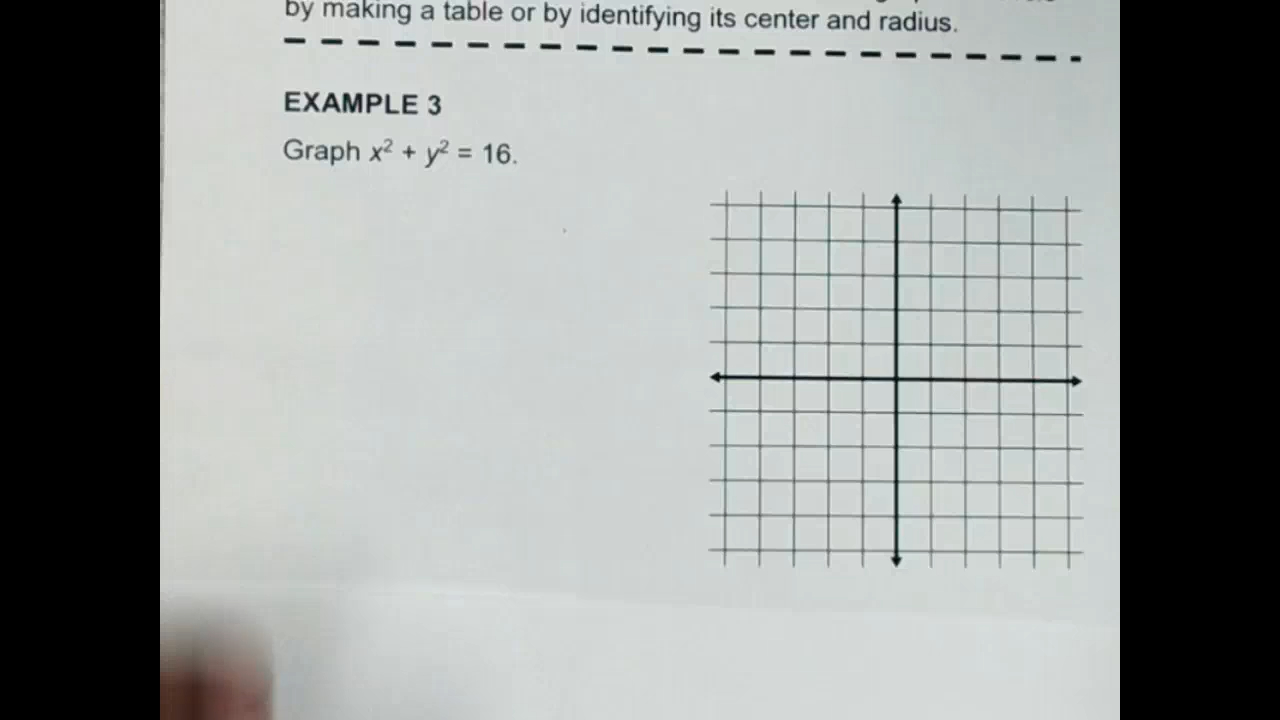 by making a table or by identifying its center and radius.
EXAMPLE 3
Graph x² + y² = 16.